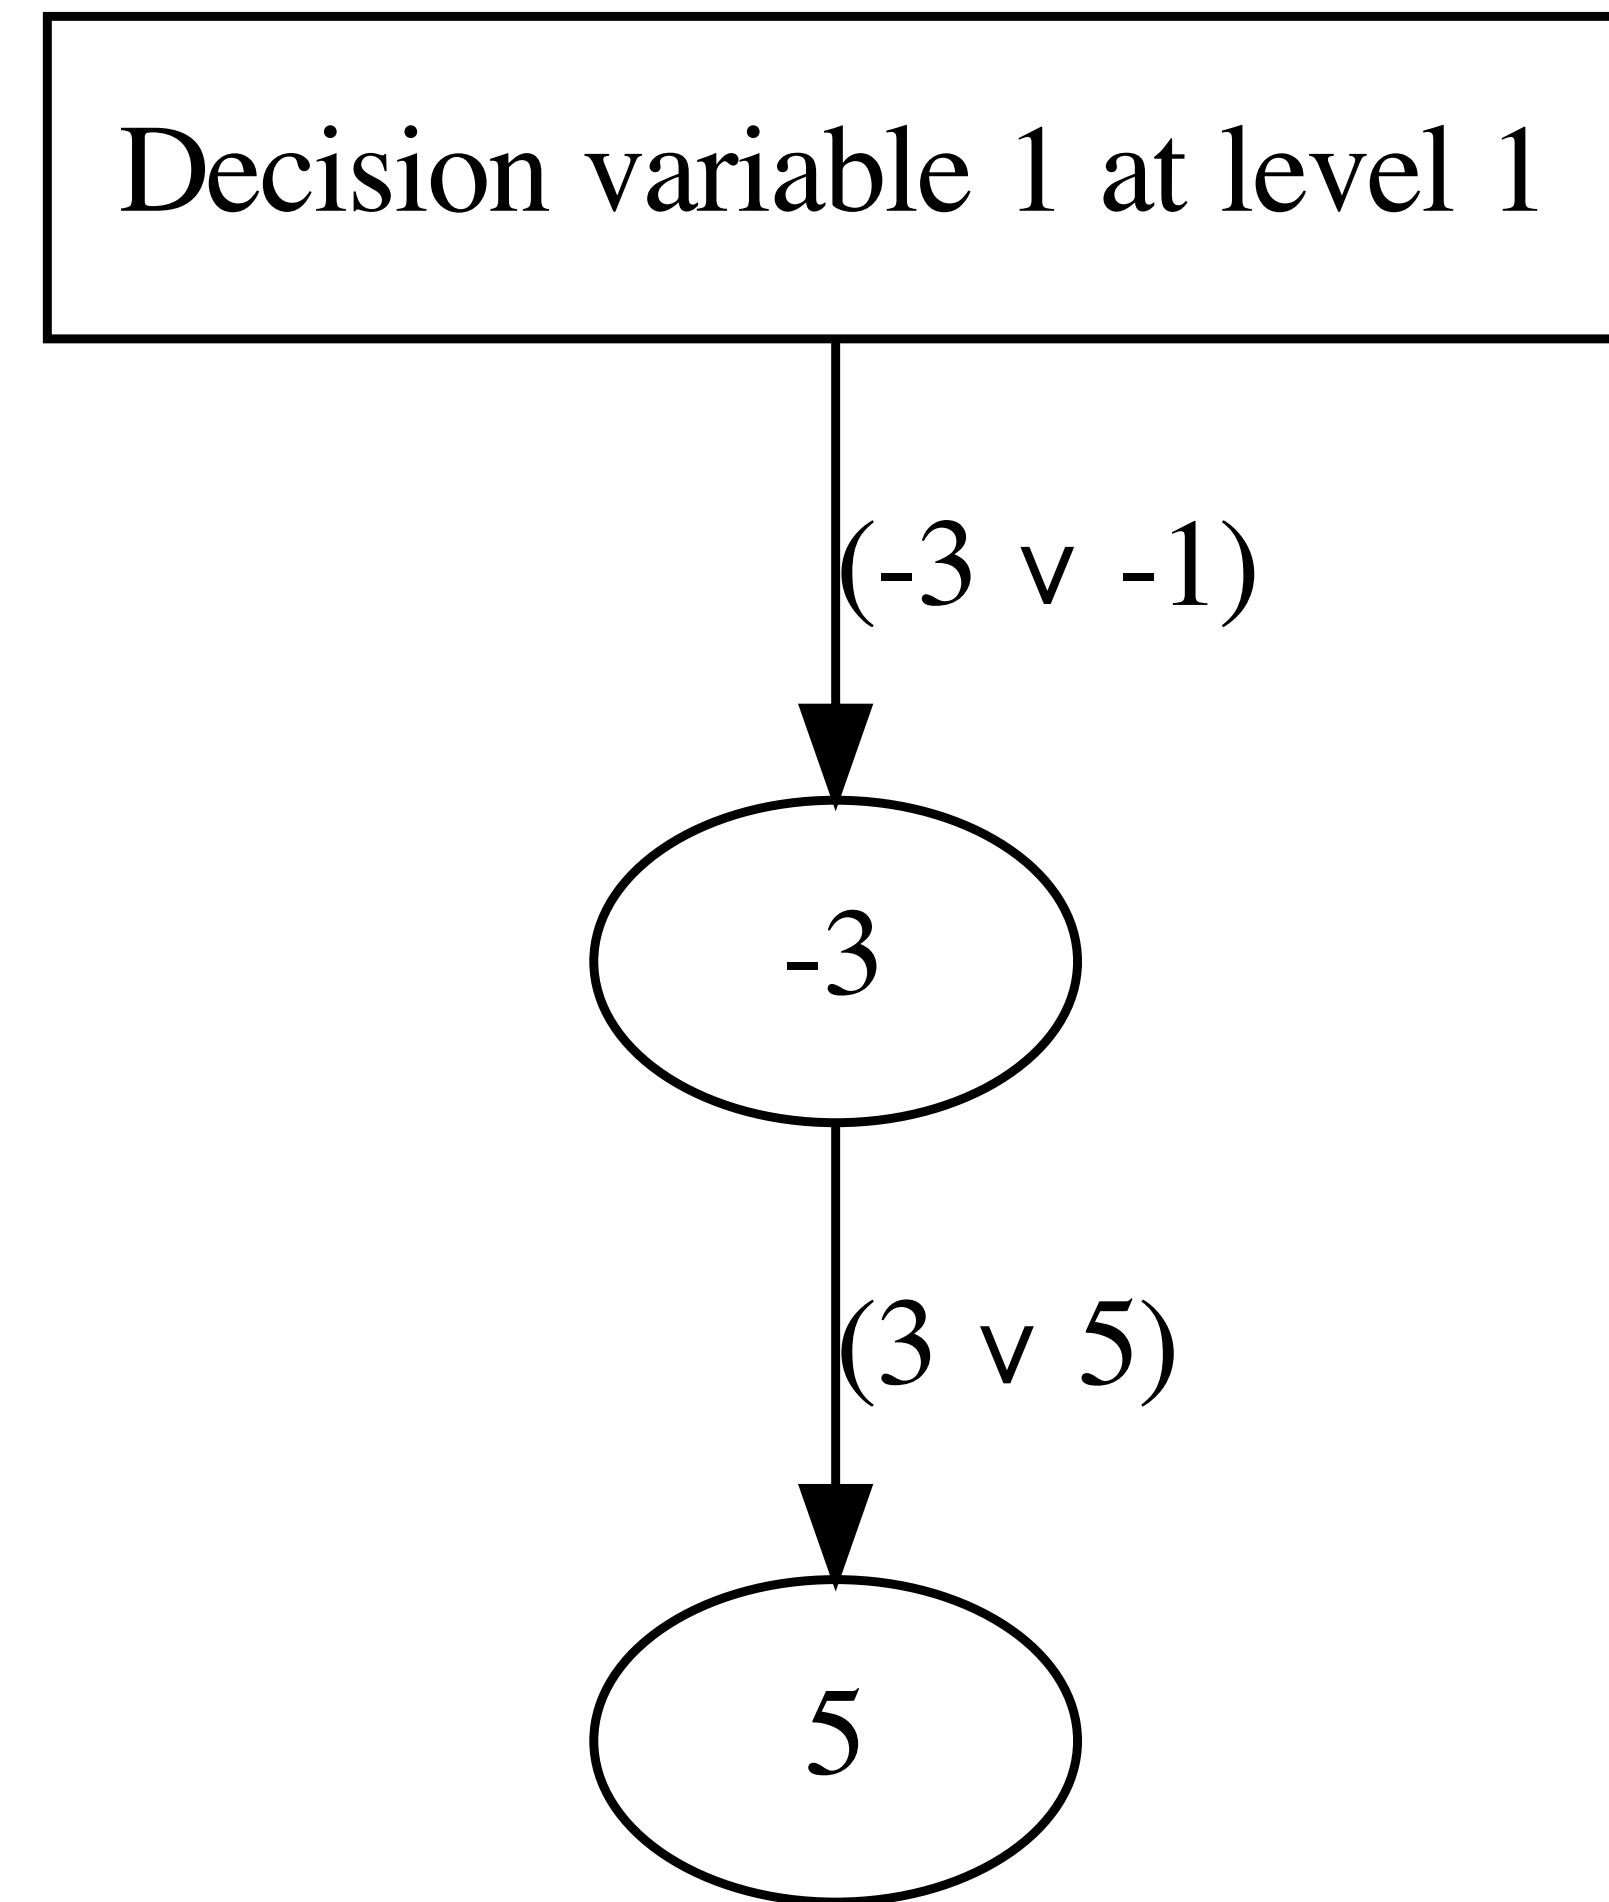 Decision variable 1 at level 1
(-3 ∨ -1)
-3
(3 ∨ 5)
5